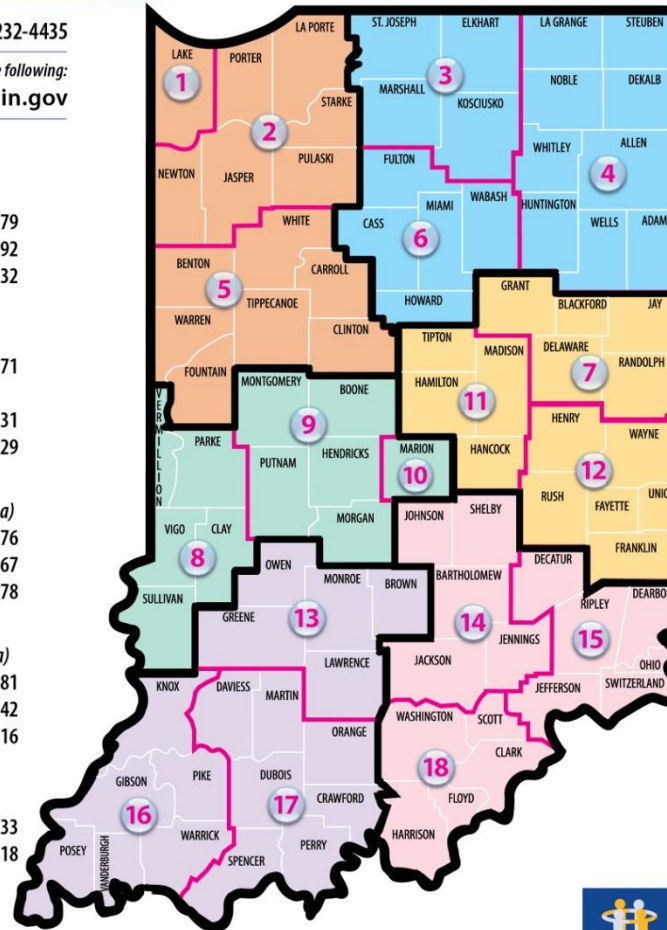 232-4435
e following:
in.gov
79
92
32
71
31
29
a)
76
67
78
a)
81
42
16
33
18
LAKE
1
PORTER
LA PORTE
2
STARKE
NEWTON
JASPER
PULASKI
ST. JOSEPH
ELKHART
3
MARSHALL
KOSCIUSKO
LA GRANGE
STEUBEN
NOBLE
DEKALB
WHITLEY
ALLEN
4
HUNTINGTON
WELLS
ADAM
FULTON
MIAMI
WABASH
CASS
6
HOWARD
WHITE
BENTON
CARROLL
5
TIPPECANOE
WARREN
CLINTON
FOUNTAIN
GRANT
BLACKFORD
JAY
DELAWARE
7
RANDOLPH
TIPTON
MADISON
HAMILTON
11
HANCOCK
HENRY
WAYNE
12
RUSH
FAYETTE
UNIO
FRANKLIN
MONTGOMERY
BOONE
9
PUTNAM
HENDRICKS
MORGAN
MARION
10
VERMILLION
PARKE
VIGO
CLAY
8
SULLIVAN
OWEN
MONROE
BROWN
GREENE
13
LAWRENCE
JOHNSON
SHELBY
BARTHOLOMEW
14
JENNINGS
JACKSON
DECATUR
RIPLEY
DEARBO
15
OHIO
JEFFERSON
SWITZERLAND
KNOX
DAVIESS
MARTIN
ORANGE
GIBSON
PIKE
16
POSEY
VANDERBURGH
WARRICK
DUBOIS
17
CRAWFORD
PERRY
SPENCER
WASHINGTON
SCOTT
CLARK
18
FLOYD
HARRISON